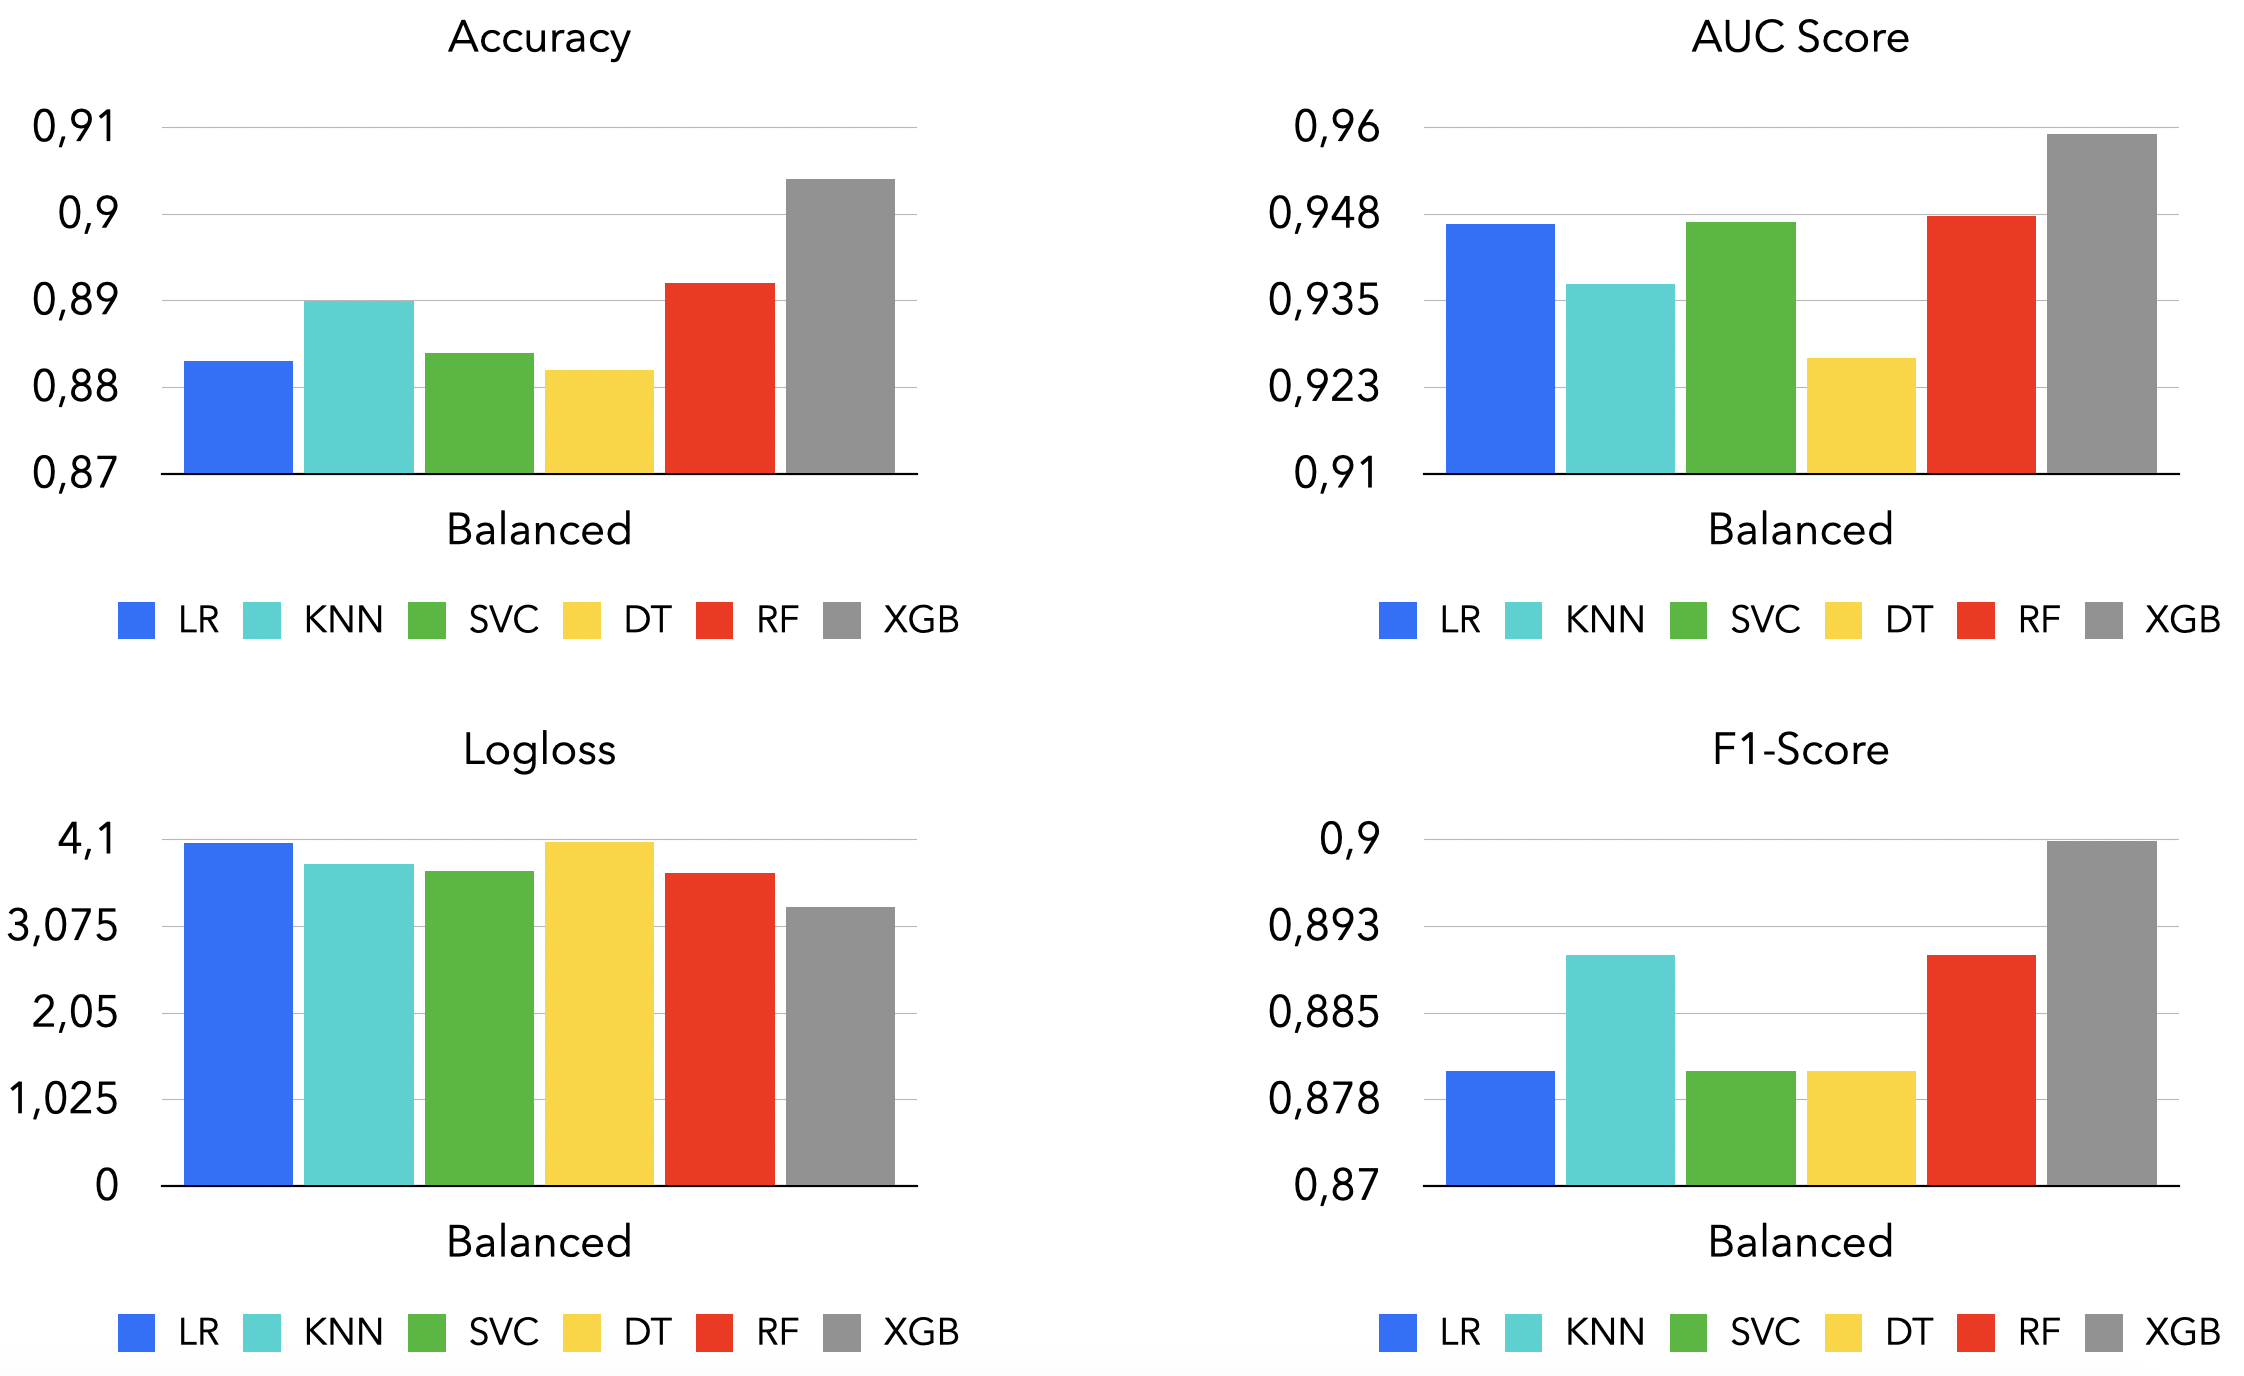 Accuracy
0,91
0,9
0,89
0,88
0,87
Balanced
LR KNN SVC DT RF XGB
AUC Score
0,96
0,948
0,935
0,923
0,91
Balanced
LR KNN SVC DT RF XGB
Logloss
4,1
3,075
2,05
1,025
0
Balanced
LR KNN SVC DT RF XGB
F1-Score
0,9
0,893
0,885
0,878
0,87
Balanced
LR KNN SVC DT RF XGB